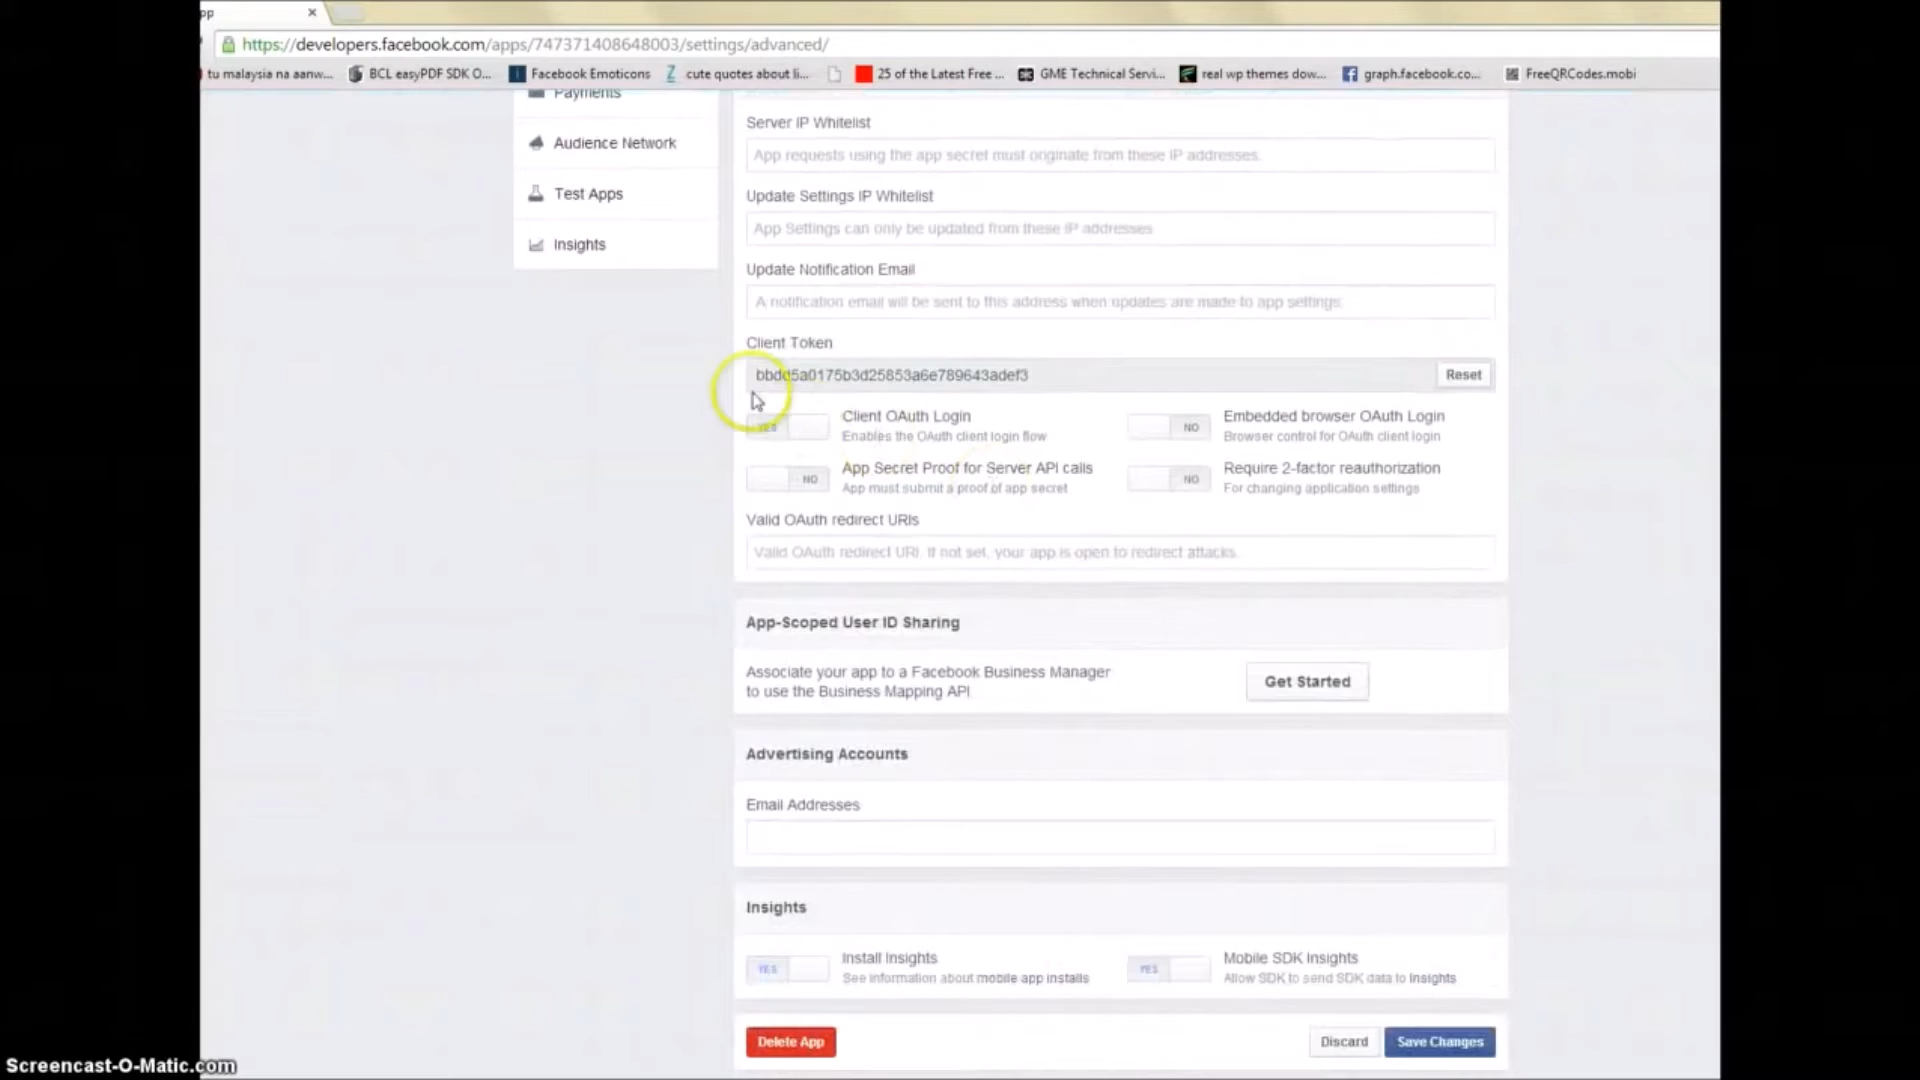 pp
https://developers.facebook.com/apps/747371408648003/settings/advanced/
tu malaysia na aanw... BCL easyPDF SDK O... Facebook Emoticons cute quotes about li... 25 of the Latest Free ... GME Technical Servi... real wp themes dow... graph.facebook.co... FreeQRCodes.mobi
Payments
Audience Network
Test Apps
Insights
Server IP Whitelist
App requests using the app secret must originate from these IP addresses.
Update Settings IP Whitelist
App Settings can only be updated from these IP addresses
Update Notification Email
A notification email will be sent to this address when updates are made to app settings.
Client Token
bbdd5a0175b3d25853a6e789643adef3 Reset
YES Client OAuth Login
Enables the OAuth client login flow
NO Embedded browser OAuth Login
Browser control for OAuth client login
NO App Secret Proof for Server API calls
App must submit a proof of app secret
NO Require 2-factor reauthorization
For changing application settings
Valid OAuth redirect URIs
Valid OAuth redirect URI. If not set, your app is open to redirect attacks.
App-Scoped User ID Sharing
Associate your app to a Facebook Business Manager
to use the Business Mapping API
Get Started
Advertising Accounts
Email Addresses
Insights
YES Install Insights
See information about mobile app installs
YES Mobile SDK Insights
Allow SDK to send SDK data to Insights
Delete App Discard Save Changes
Screencast-O-Matic.com